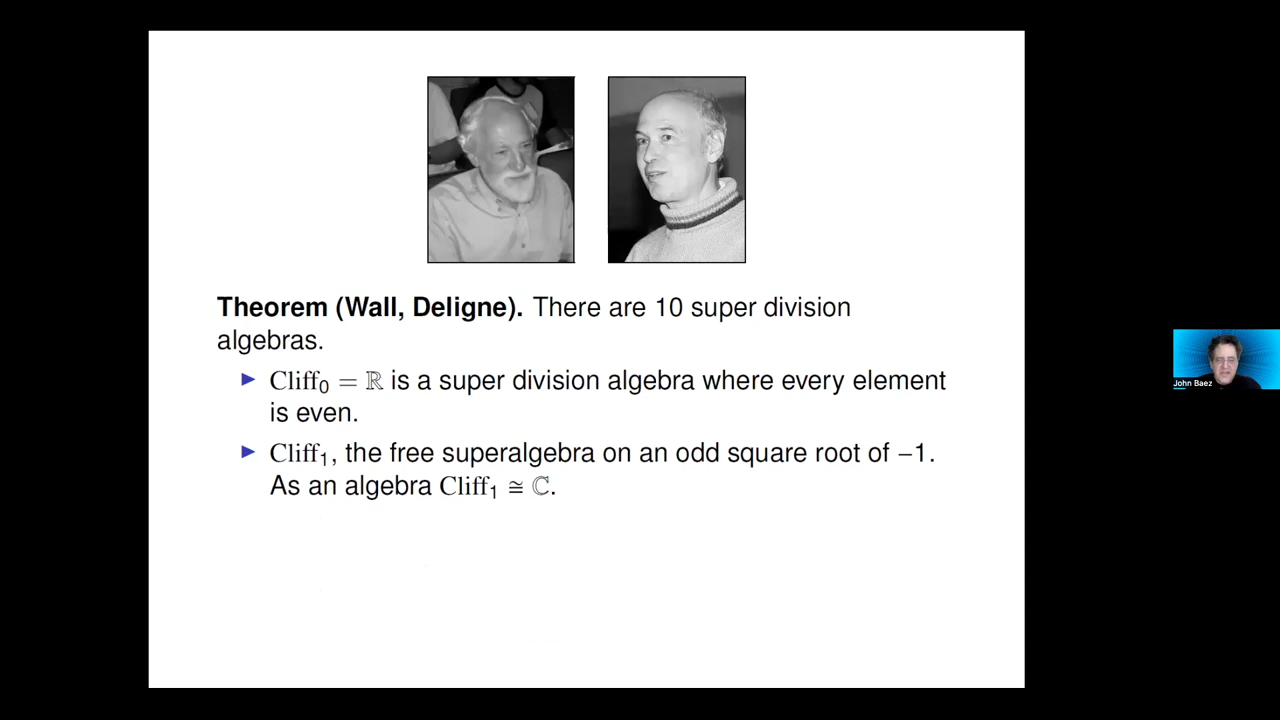 Theorem (Wall, Deligne). There are 10 super division
algebras.
▶ Cliff₀ = ℝ is a super division algebra where every element
is even.
▶ Cliff₁, the free superalgebra on an odd square root of −1.
As an algebra Cliff₁ ≅ ℂ.
John Baez